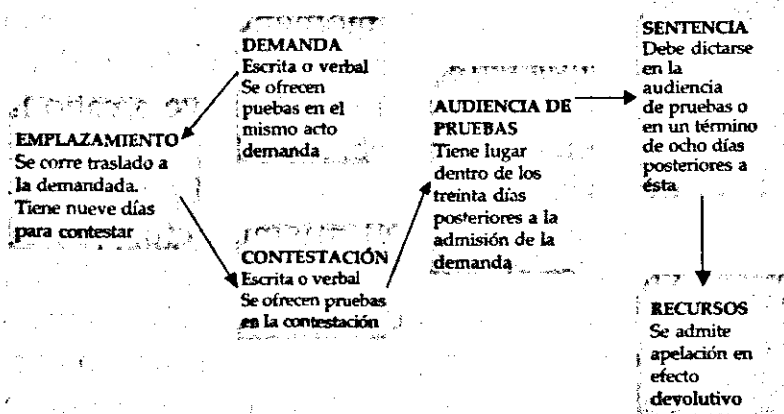 DEMANDA
Escrita o verbal
Se ofrecen
puebas en el
mismo acto
demanda
EMPLAZAMIENTO
Se corre traslado a
la demandada.
Tiene nueve días
para contestar
CONTESTACIÓN
Escrita o verbal
Se ofrecen pruebas
en la contestación
AUDIENCIA DE
PRUEBAS
Tiene lugar
dentro de los
treinta días
posteriores a la
admisión de la
demanda
SENTENCIA
Debe dictarse
en la
audiencia
de pruebas o
en un término
de ocho días
posteriores a
ésta
RECURSOS
Se admite
apelación en
efecto
devolutivo